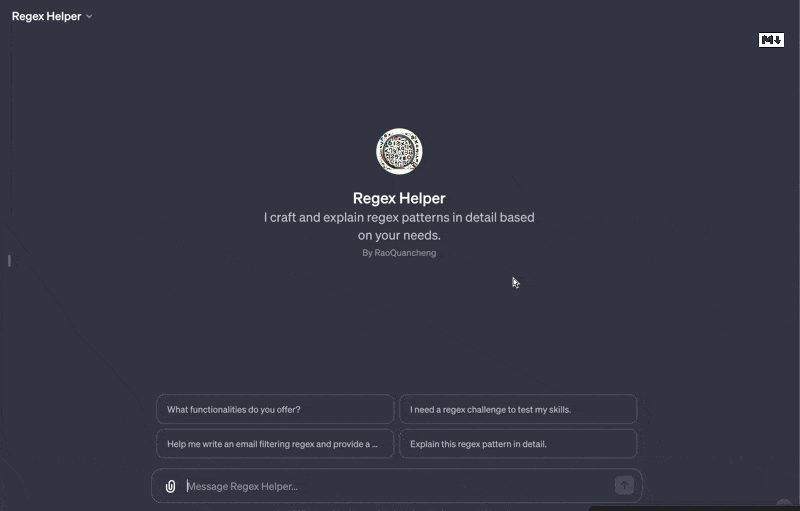 Regex Helper
M↓
Regex Helper
I craft and explain regex patterns in detail based
on your needs.
By RaoQuancheng
What functionalities do you offer?
I need a regex challenge to test my skills.
Help me write an email filtering regex and provide a ...
Explain this regex pattern in detail.
Message Regex Helper...